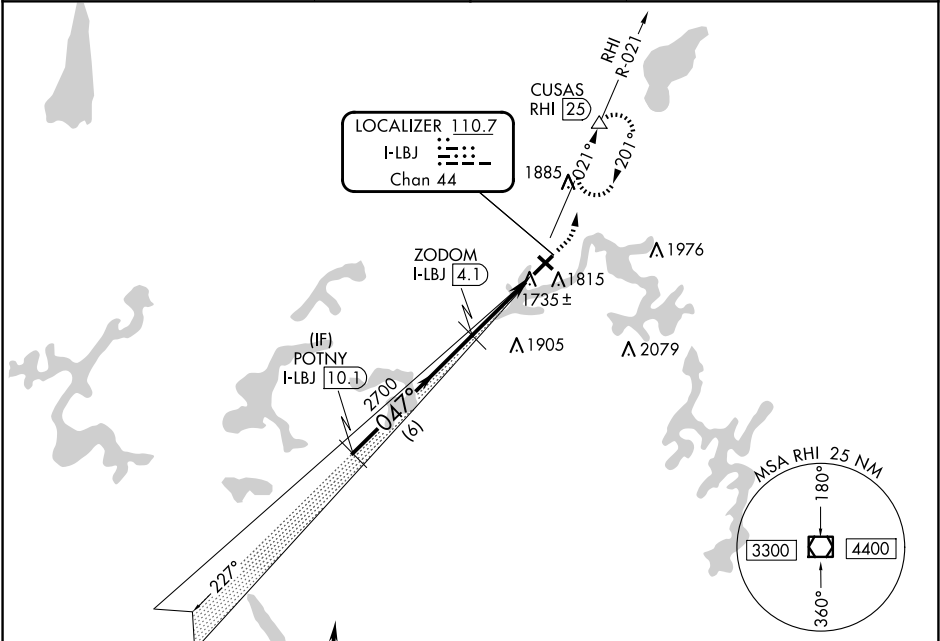 RHI
R-021
CUSAS
RHI 25
LOCALIZER 110.7
I-LBJ
Chan 44
021°
201°
1885
ZODOM
I-LBJ 4.1
1976
1815
1735 ±
1905
2079
(IF)
POTNY
I-LBJ 10.1
2700
047°
(6)
227°
MSA RHI 25 NM
180°
3300
4400
360°